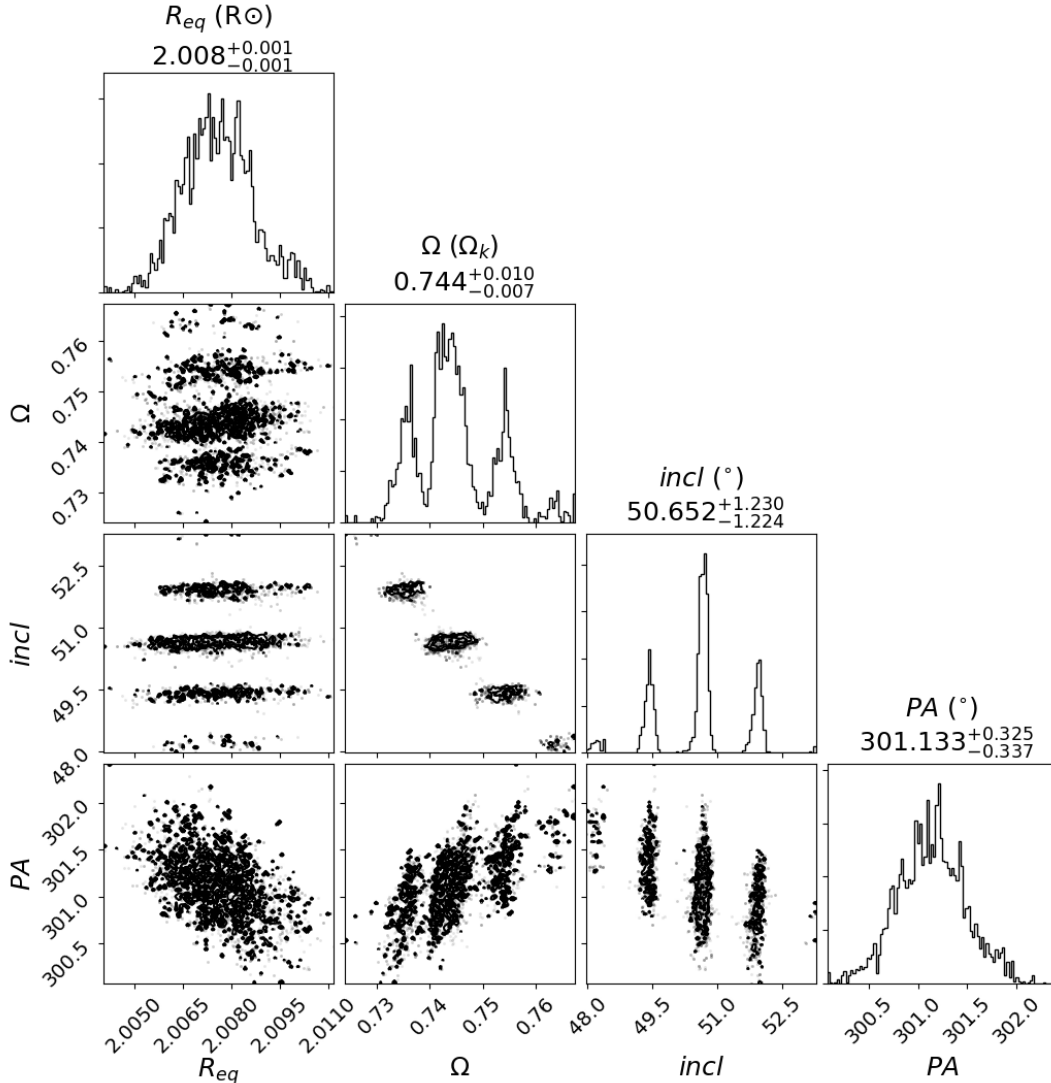 R_eq (R⊙)
2.008 +0.001 −0.001
Ω (Ω_k)
0.744 +0.010 −0.007
incl (°)
50.652 +1.230 −1.224
PA (°)
301.133 +0.325 −0.337
Ω
0.76
0.75
0.74
0.73
incl
52.5
51.0
49.5
48.0
PA
302.0
301.5
301.0
300.5
2.0050 2.0065 2.0080 2.0095 2.0110
0.73 0.74 0.75 0.76
48.0 49.5 51.0 52.5
300.5 301.0 301.5 302.0
R_eq Ω incl PA